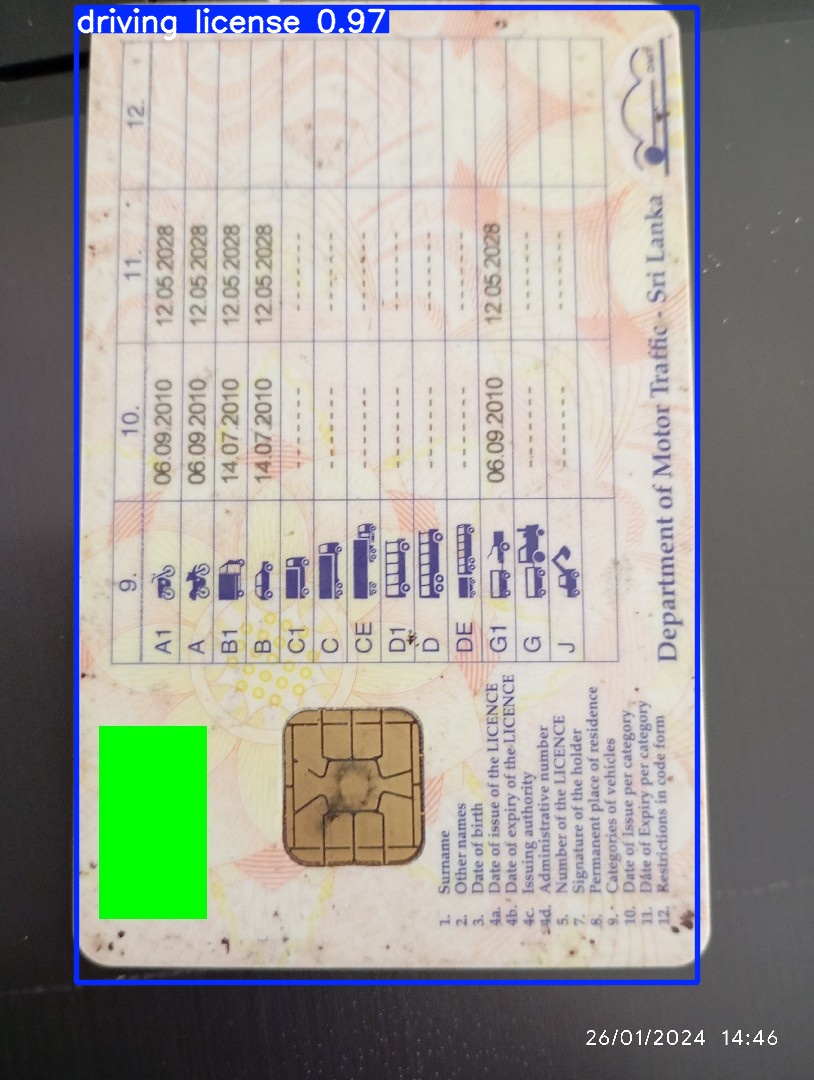 driving license 0.97
9. 10. 11. 12.
A1 06.09.2010 12.05.2028
A 06.09.2010 12.05.2028
B1 14.07.2010 12.05.2028
B 14.07.2010 12.05.2028
C1 ------- -------
C ------- -------
CE ------- -------
D1 ------- -------
D ------- -------
DE ------- -------
G1 06.09.2010 12.05.2028
G ------- -------
J ------- -------
1. Surname
2. Other names
3. Date of birth
4a. Date of issue of the LICENCE
4b. Date of expiry of the LICENCE
4c. Issuing authority
4d. Administrative number
5. Number of the LICENCE
7. Signature of the holder
8. Permanent place of residence
9. Categories of vehicles
10. Date of Issue per category
11. Date of Expiry per category
12. Restrictions in code form
Department of Motor Traffic - Sri Lanka
26/01/2024 14:46